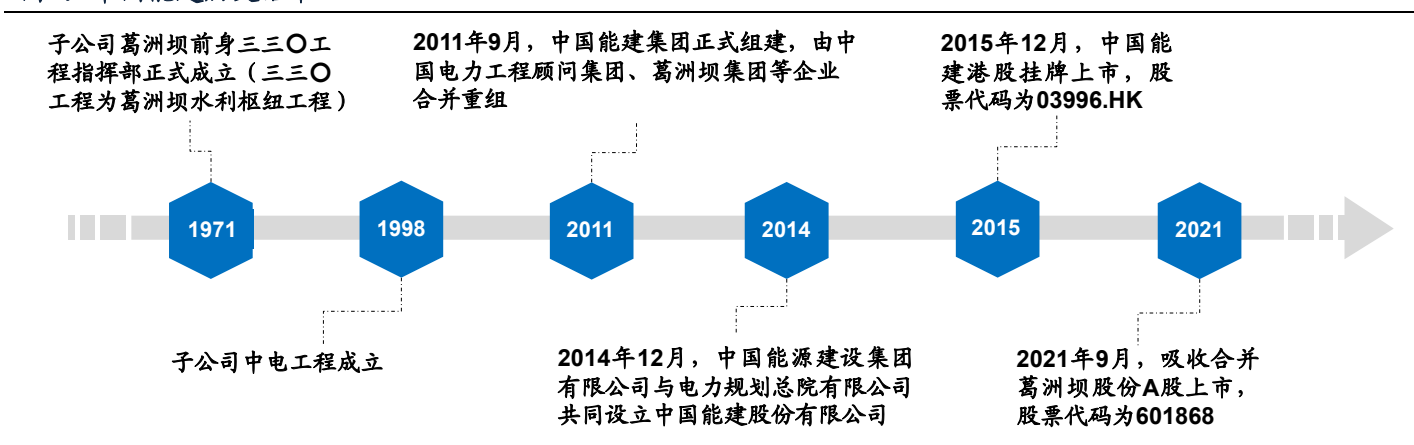 子公司葛洲坝前身三三〇工
程指挥部正式成立（三三〇
工程为葛洲坝水利枢纽工程）
2011年9月，中国能建集团正式组建，由中
国电力工程顾问集团、葛洲坝集团等企业
合并重组
2015年12月，中国能
建港股挂牌上市，股
票代码为03996.HK
1971
1998
2011
2014
2015
2021
子公司中电工程成立
2014年12月，中国能源建设集团
有限公司与电力规划总院有限公司
共同设立中国能建股份有限公司
2021年9月，吸收合并
葛洲坝股份A股上市，
股票代码为601868